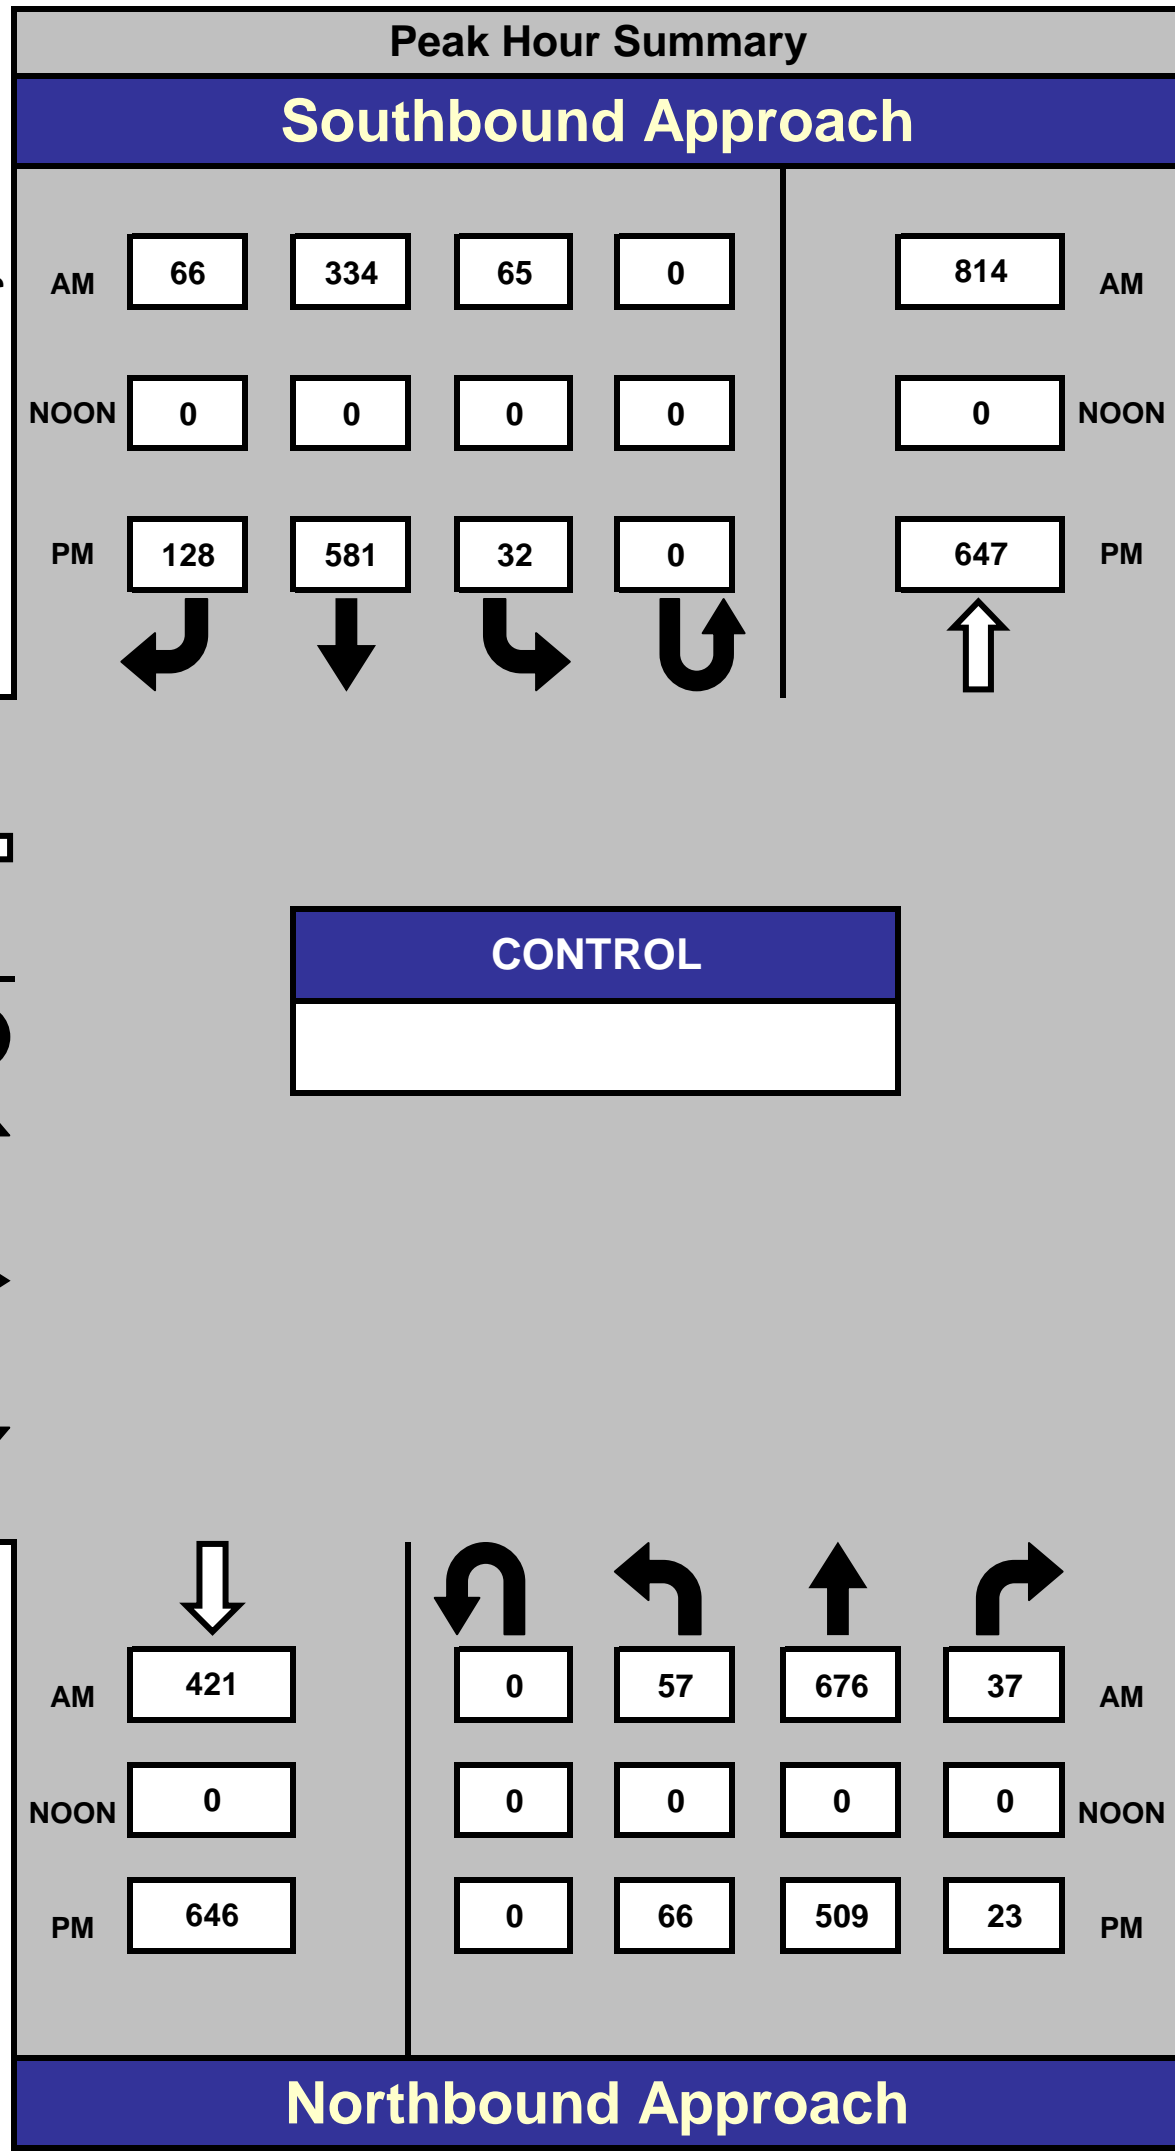 Peak Hour Summary
Southbound Approach
AM 66 334 65 0 814 AM
NOON 0 0 0 0 0 NOON
PM 128 581 32 0 647 PM
CONTROL
AM 421 0 57 676 37 AM
NOON 0 0 0 0 0 NOON
PM 646 0 66 509 23 PM
Northbound Approach